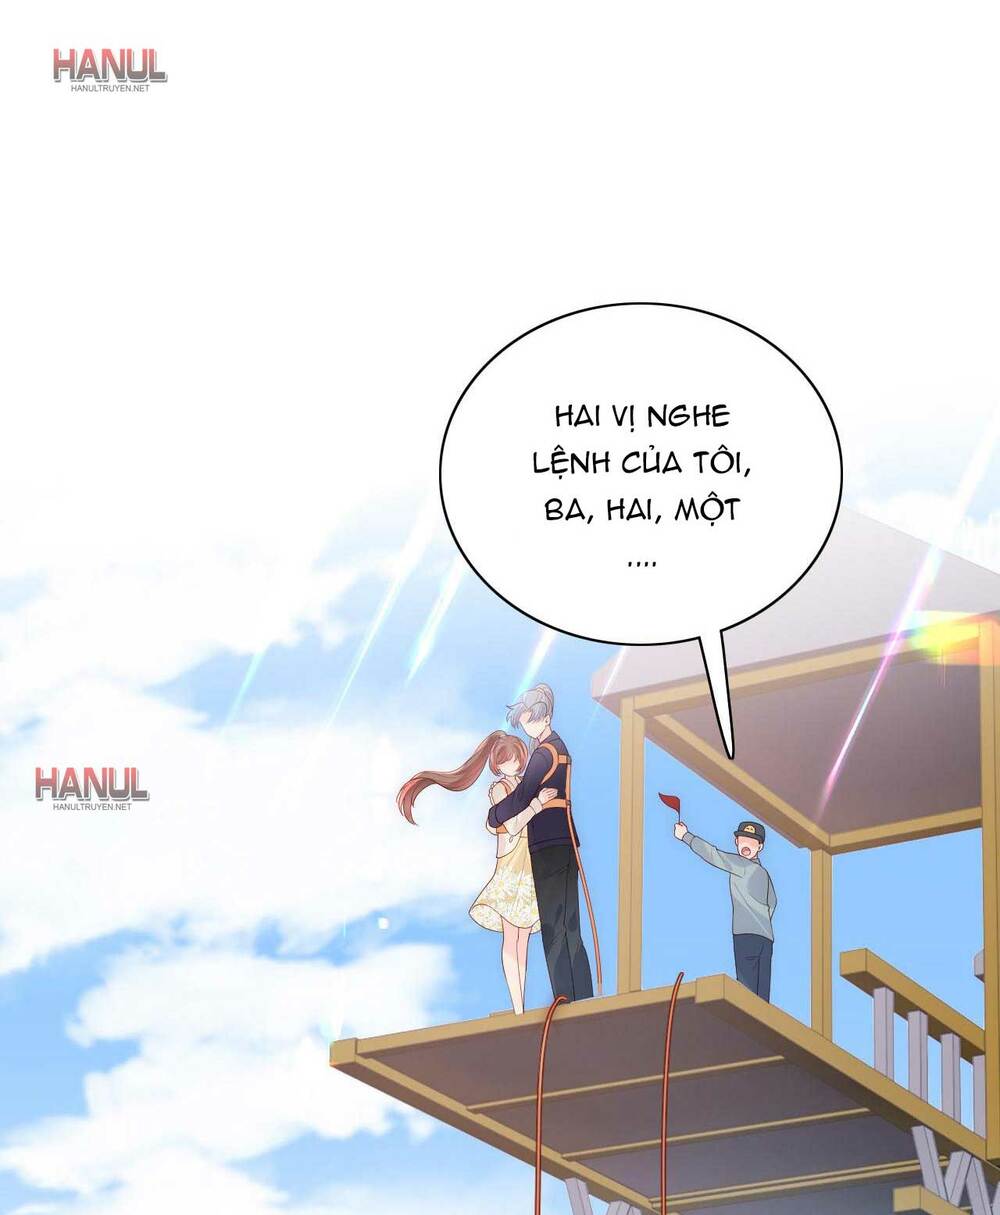 HANUL
HANULTRUYEN.NET
HAI VỊ NGHE
LỆNH CỦA TÔI,
BA, HAI, MỘT
....
HANUL
HANULTRUYEN.NET